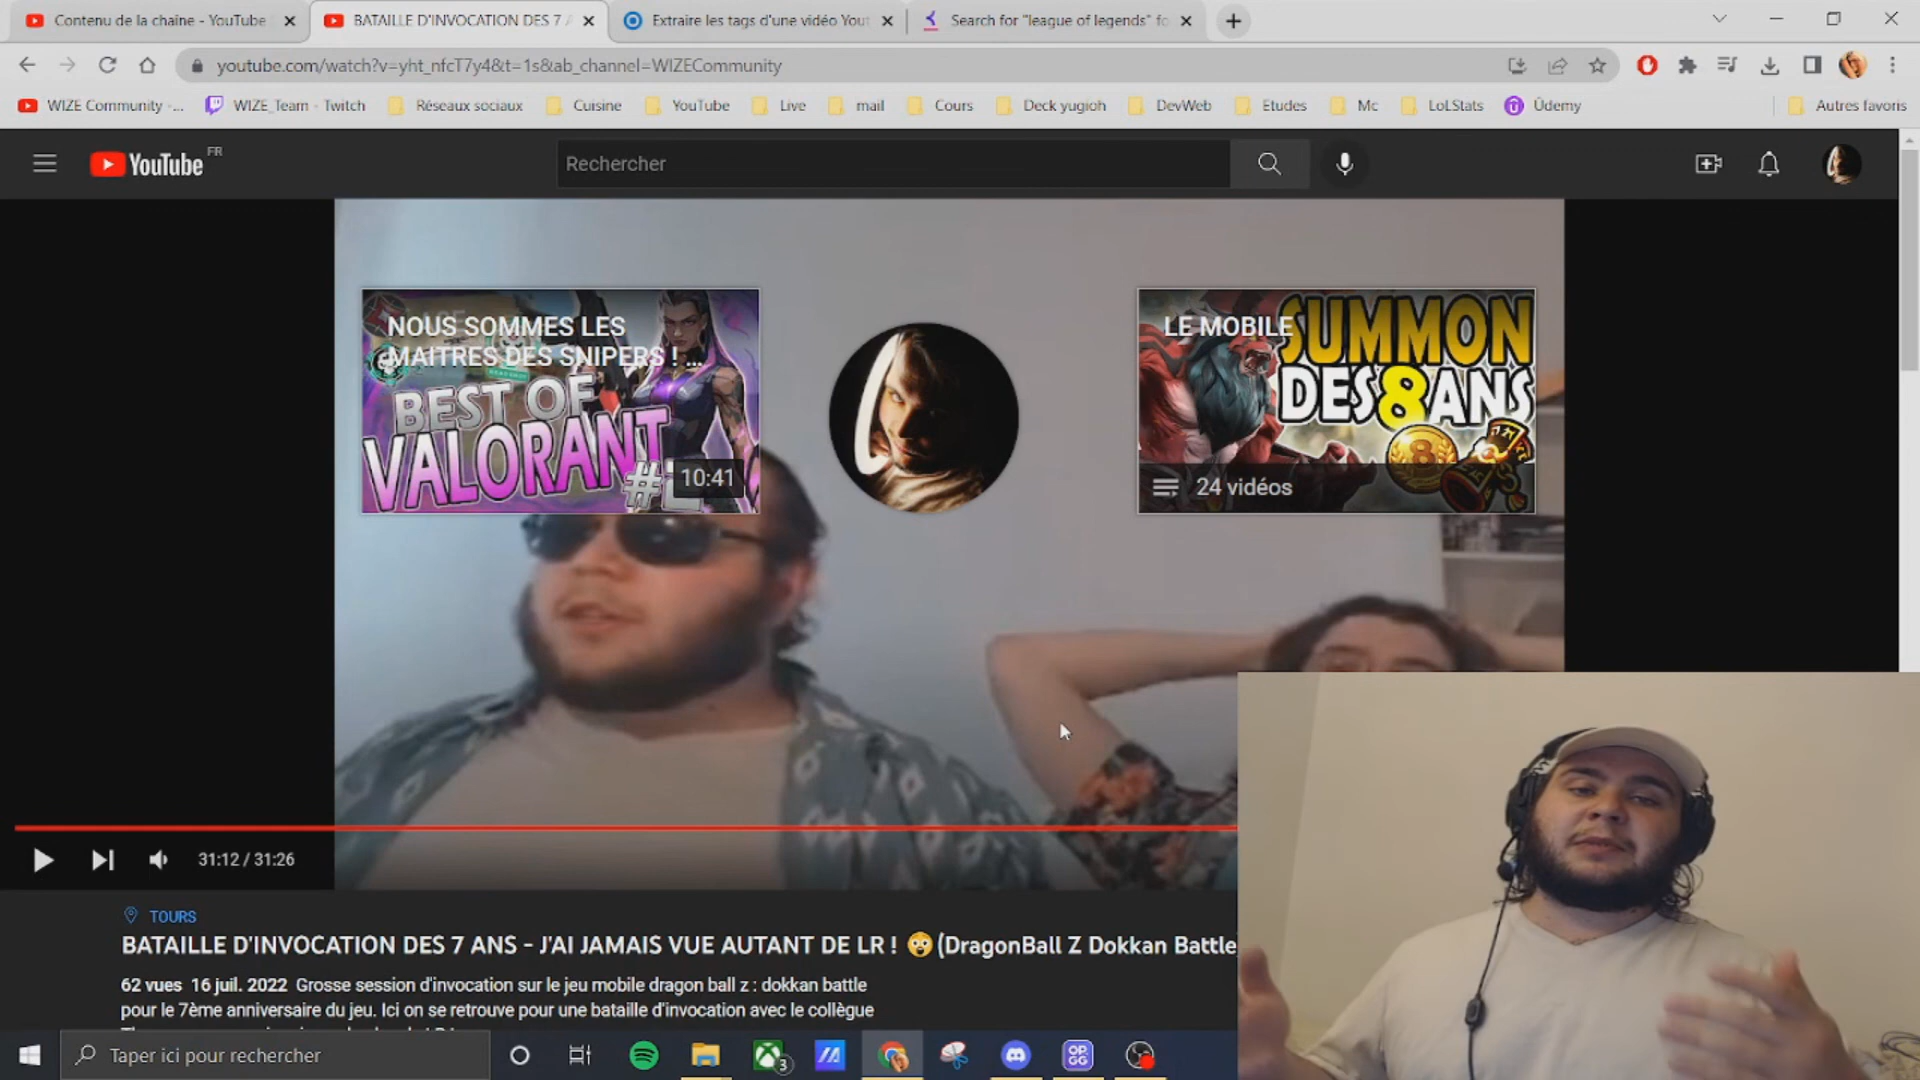 Contenu de la chaîne - YouTube
BATAILLE D'INVOCATION DES 7 A
Extraire les tags d'une vidéo Yout
Search for "league of legends" fo
youtube.com/watch?v=yht_nfcT7y4&t=1s&ab_channel=WIZECommunity
WIZE Community -...
WIZE_Team - Twitch
Réseaux sociaux
Cuisine
YouTube
Live
mail
Cours
Deck yugioh
DevWeb
Etudes
Mc
LoLStats
Üdemy
Autres favoris
YouTube FR
Rechercher
NOUS SOMMES LES
MAITRES DES SNIPERS ! ...
BEST OF
VALORANT
10:41
LE MOBILE
SUMMON
DES 8 ANS
8
24 vidéos
31:12 / 31:26
TOURS
BATAILLE D'INVOCATION DES 7 ANS - J'AI JAMAIS VUE AUTANT DE LR ! 😲 (DragonBall Z Dokkan Battle
62 vues 16 juil. 2022 Grosse session d'invocation sur le jeu mobile dragon ball z : dokkan battle
pour le 7ème anniversaire du jeu. Ici on se retrouve pour une bataille d'invocation avec le collègue
Taper ici pour rechercher
3
OP.GG